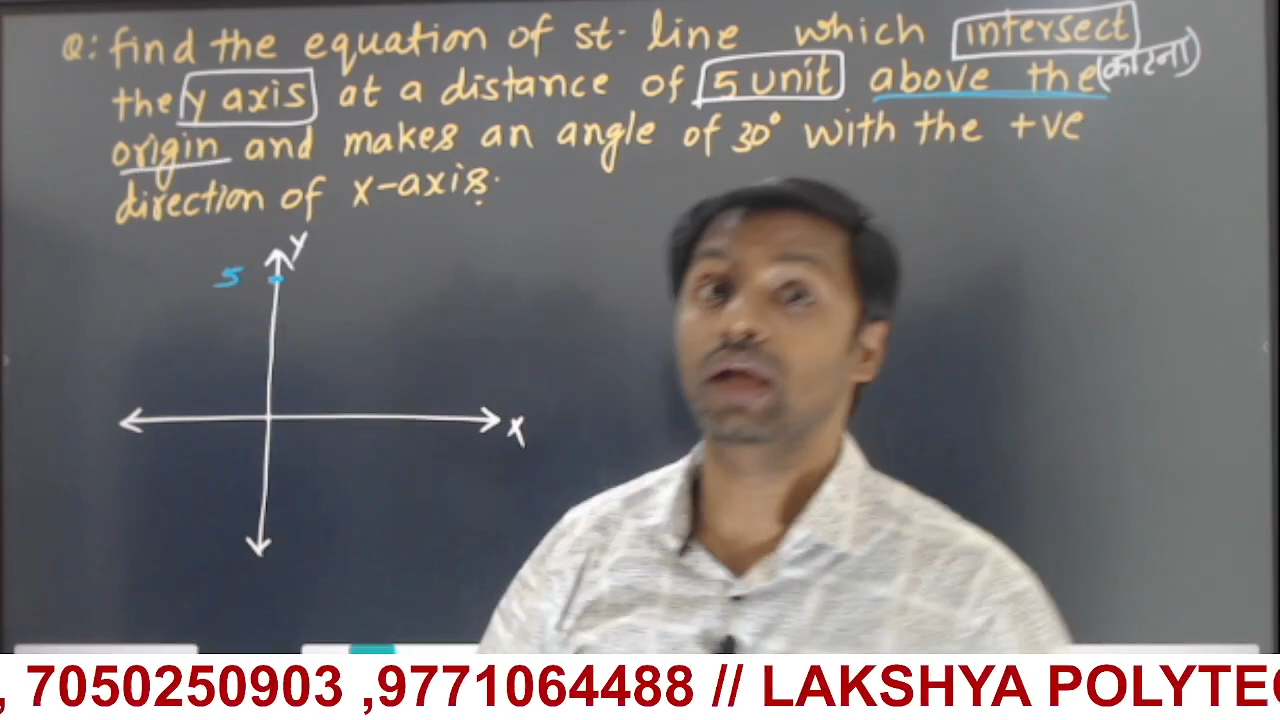 Q: find the equation of st. line which intersect
(काटना)
the y axis at a distance of 5 unit above the
origin and makes an angle of 30° with the +ve
direction of x-axis.
y
5
x
, 7050250903 ,9771064488 // LAKSHYA POLYTEC